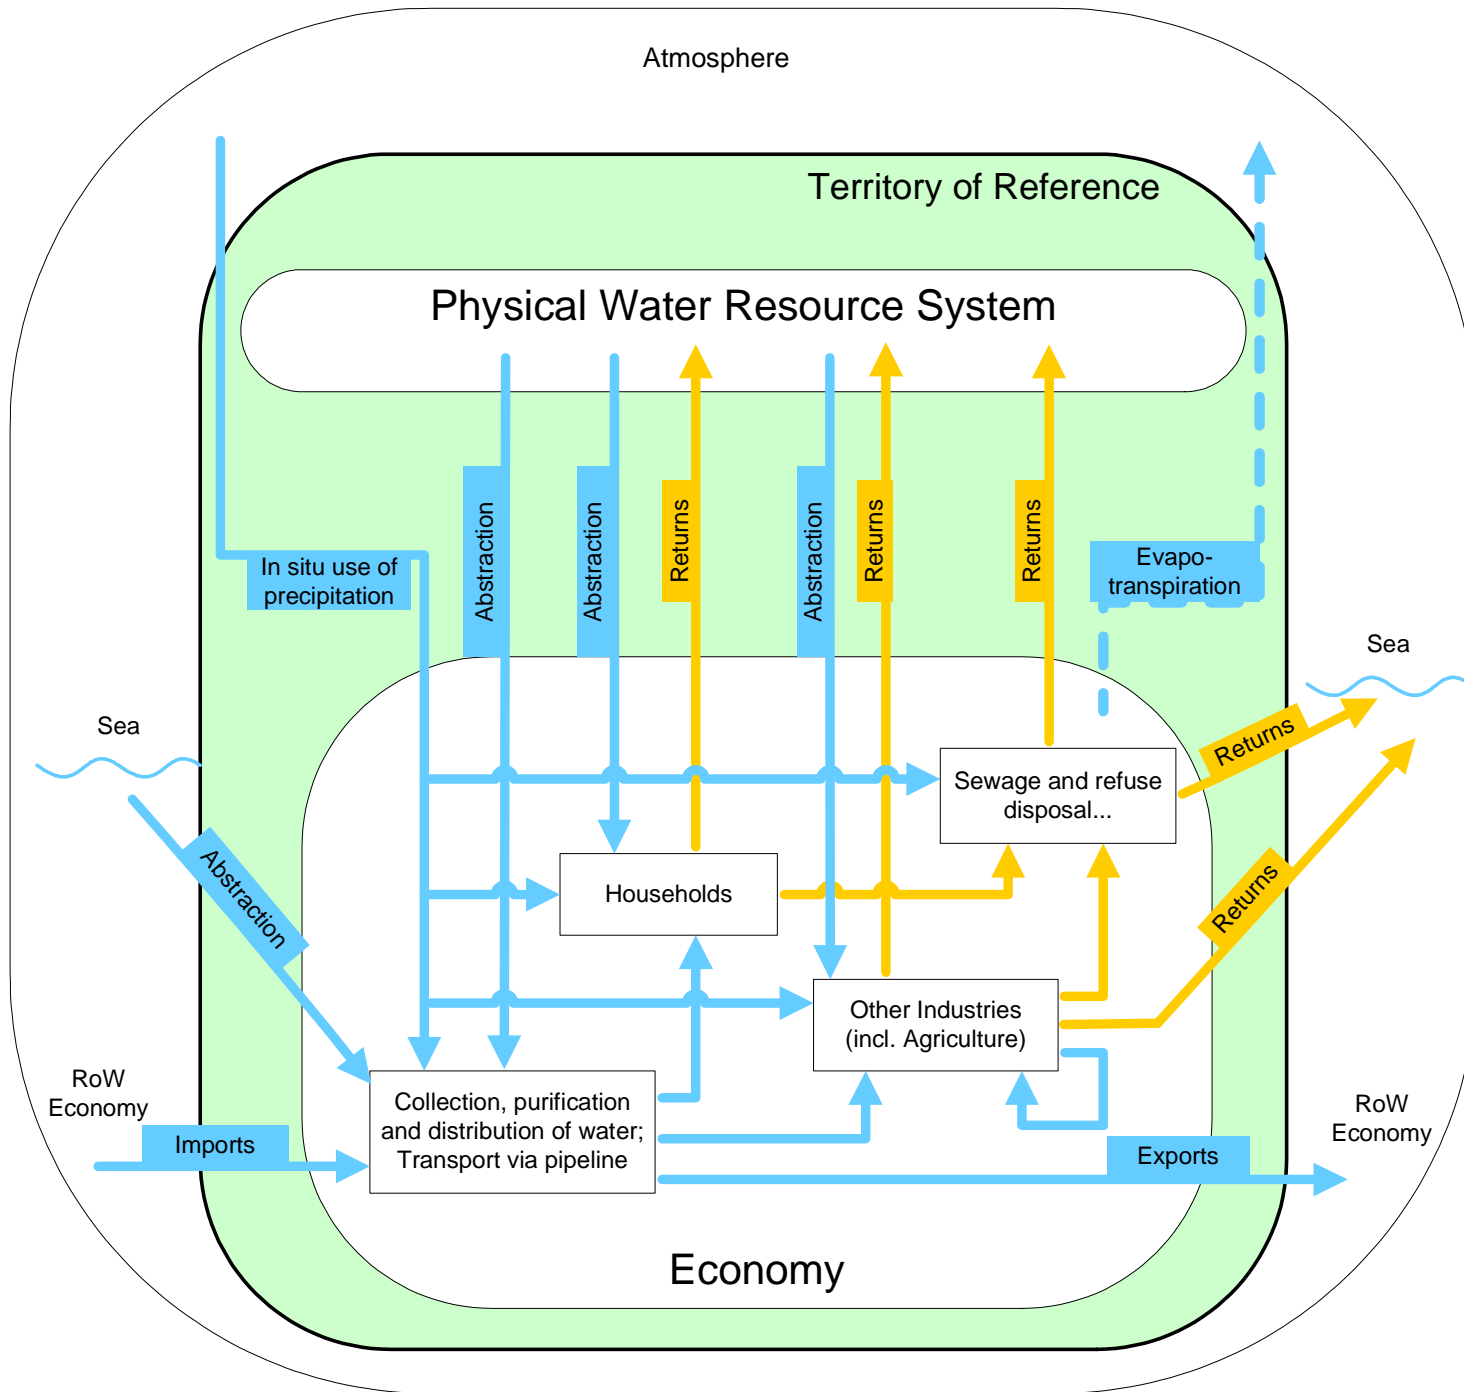 Atmosphere
Territory of Reference
Physical Water Resource System
Abstraction
Abstraction
Returns
Abstraction
Returns
Returns
In situ use of
precipitation
Evapo-
transpiration
Sea
Sea
Returns
Sewage and refuse
disposal...
Abstraction
Households
Returns
Other Industries
(incl. Agriculture)
RoW
Economy
Collection, purification
and distribution of water;
Transport via pipeline
RoW
Economy
Imports
Exports
Economy